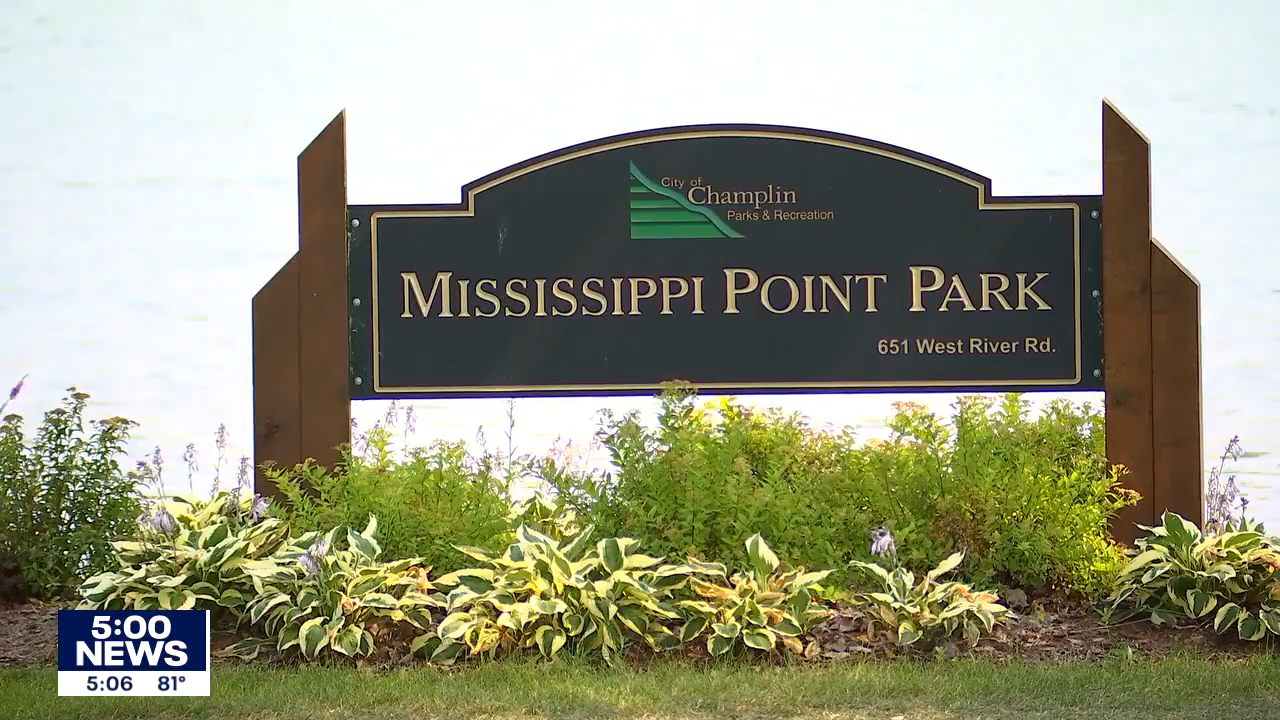 City of
Champlin
Parks & Recreation
MISSISSIPPI POINT PARK
651 West River Rd.
5:00
NEWS
5:06 81°